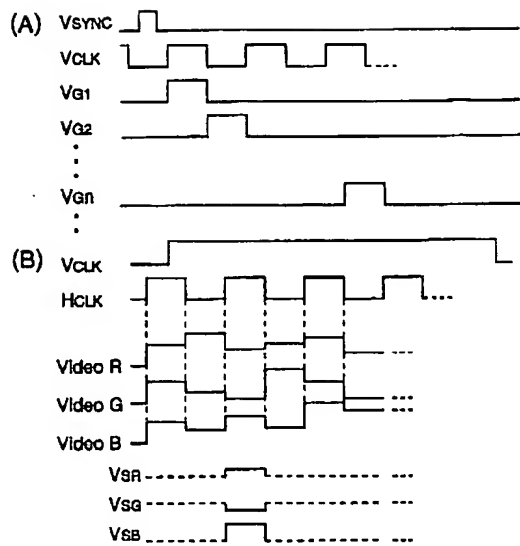 (A)
VSYNC
VCLK
VG1
VG2
VGn
(B)
VCLK
HCLK
Video R
Video G
Video B
VSR
VSG
VSB